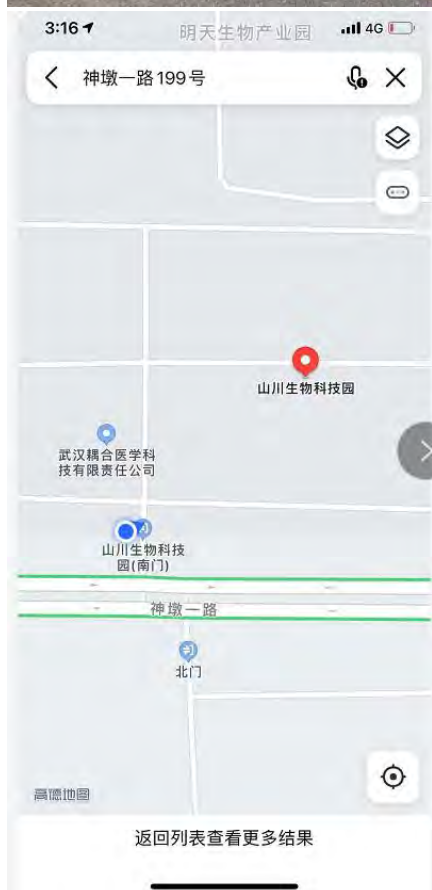 3:16
4G
明天生物产业园
神墩一路199号
山川生物科技园
武汉耦合医学科
技有限责任公司
山川生物科技
园(南门)
神墩一路
北门
高德地图
返回列表查看更多结果